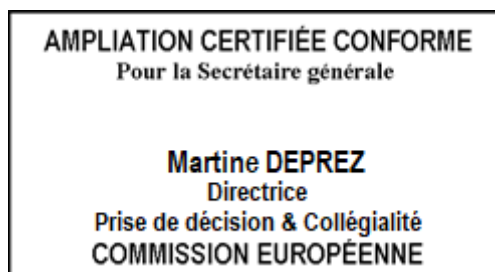 AMPLIATION CERTIFIÉE CONFORME
Pour la Secrétaire générale
Martine DEPREZ
Directrice
Prise de décision & Collégialité
COMMISSION EUROPÉENNE